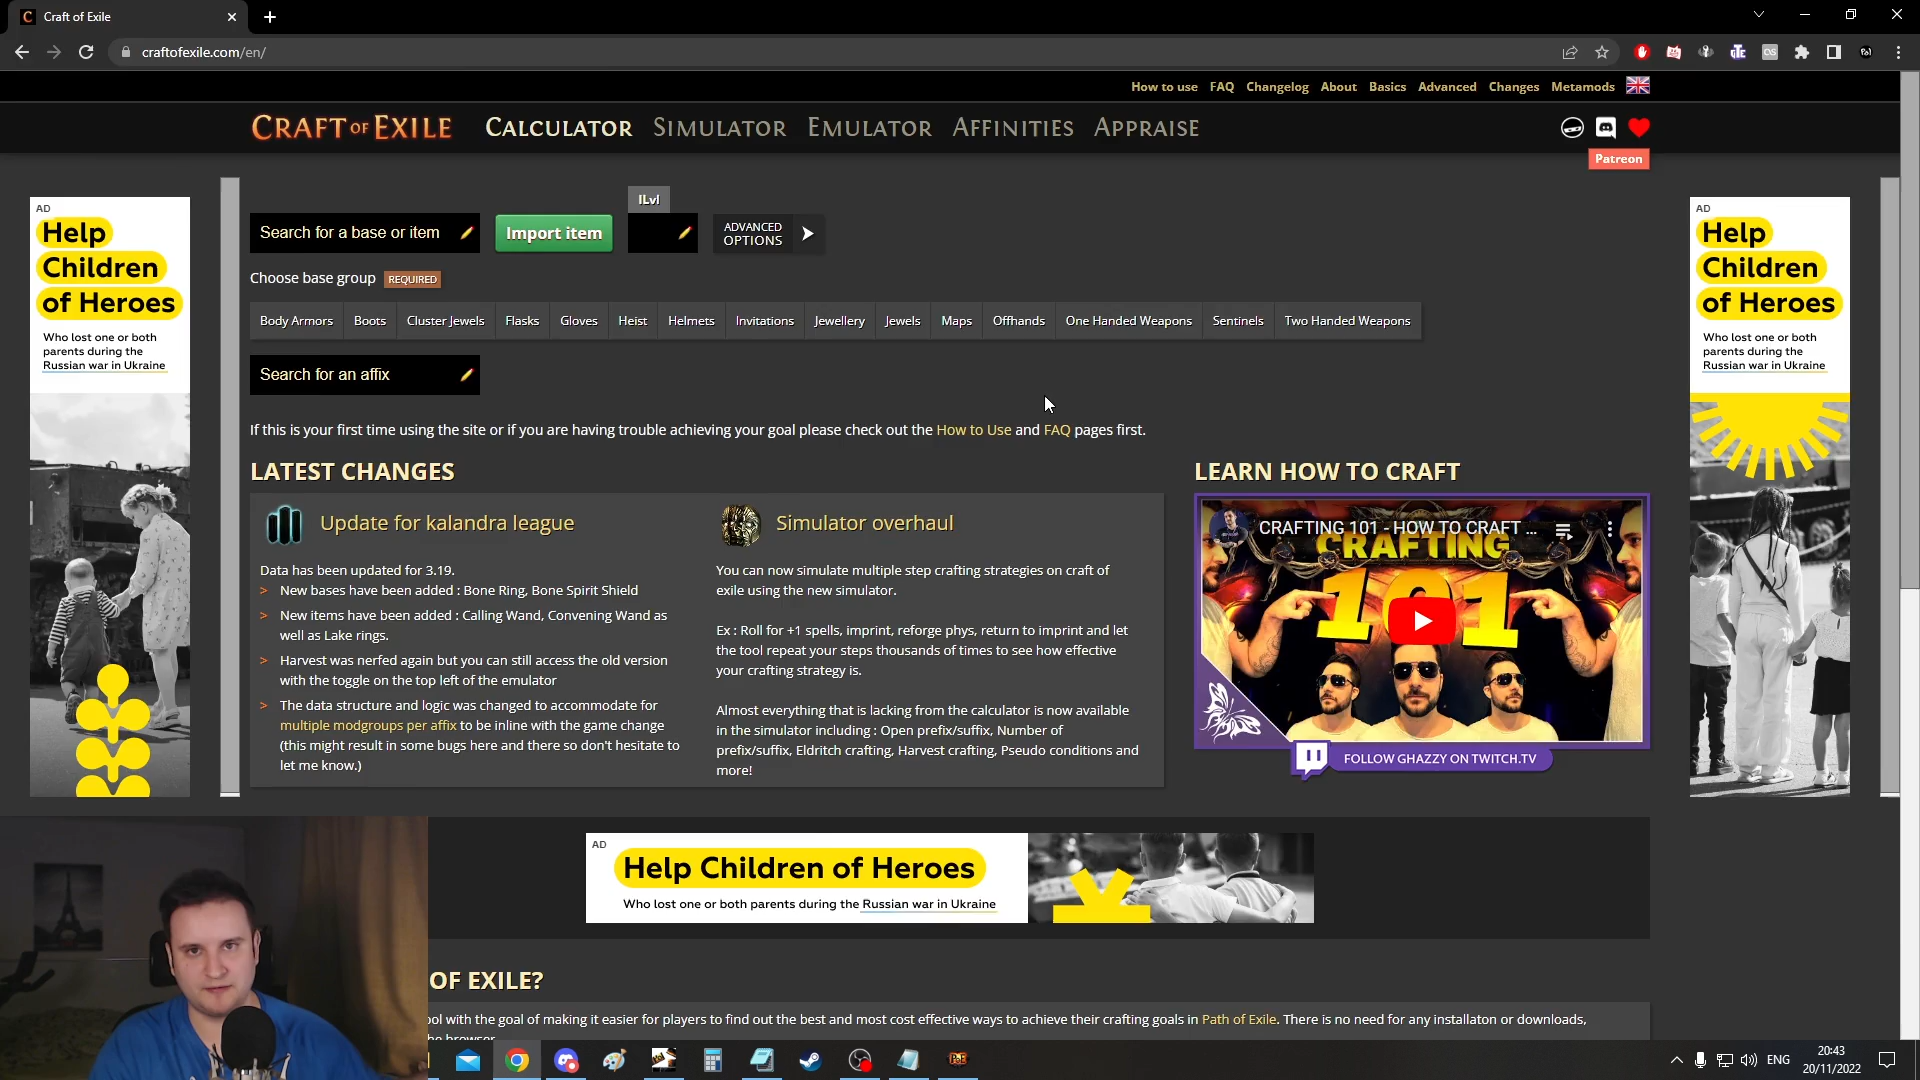 Craft of Exile
craftofexile.com/en/
How to use FAQ Changelog About Basics Advanced Changes Metamods
CRAFT OF EXILE CALCULATOR SIMULATOR EMULATOR AFFINITIES APPRAISE
Patreon
AD
Help
Children
of Heroes
Who lost one or both
parents during the
Russian war in Ukraine
ILvl
Search for a base or item
Import item
ADVANCED
OPTIONS
Choose base group REQUIRED
Body Armors Boots Cluster Jewels Flasks Gloves Heist Helmets Invitations Jewellery Jewels Maps Offhands One Handed Weapons Sentinels Two Handed Weapons
Search for an affix
If this is your first time using the site or if you are having trouble achieving your goal please check out the How to Use and FAQ pages first.
LATEST CHANGES
Update for kalandra league
Data has been updated for 3.19.
> New bases have been added : Bone Ring, Bone Spirit Shield
> New items have been added : Calling Wand, Convening Wand as
well as Lake rings.
> Harvest was nerfed again but you can still access the old version
with the toggle on the top left of the emulator
> The data structure and logic was changed to accommodate for
multiple modgroups per affix to be inline with the game change
(this might result in some bugs here and there so don't hesitate to
let me know.)
Simulator overhaul
You can now simulate multiple step crafting strategies on craft of
exile using the new simulator.
Ex : Roll for +1 spells, imprint, reforge phys, return to imprint and let
the tool repeat your steps thousands of times to see how effective
your crafting strategy is.
Almost everything that is lacking from the calculator is now available
in the simulator including : Open prefix/suffix, Number of
prefix/suffix, Eldritch crafting, Harvest crafting, Pseudo conditions and
more!
LEARN HOW TO CRAFT
CRAFTING 101 - HOW TO CRAFT ...
CRAFTING
101
FOLLOW GHAZZY ON TWITCH.TV
AD
Help
Children
of Heroes
Who lost one or both
parents during the
Russian war in Ukraine
AD
Help Children of Heroes
Who lost one or both parents during the Russian war in Ukraine
OF EXILE?
ool with the goal of making it easier for players to find out the best and most cost effective ways to achieve their crafting goals in Path of Exile. There is no need for any installaton or downloads,
he browser
PoE
ENG
20:43
20/11/2022